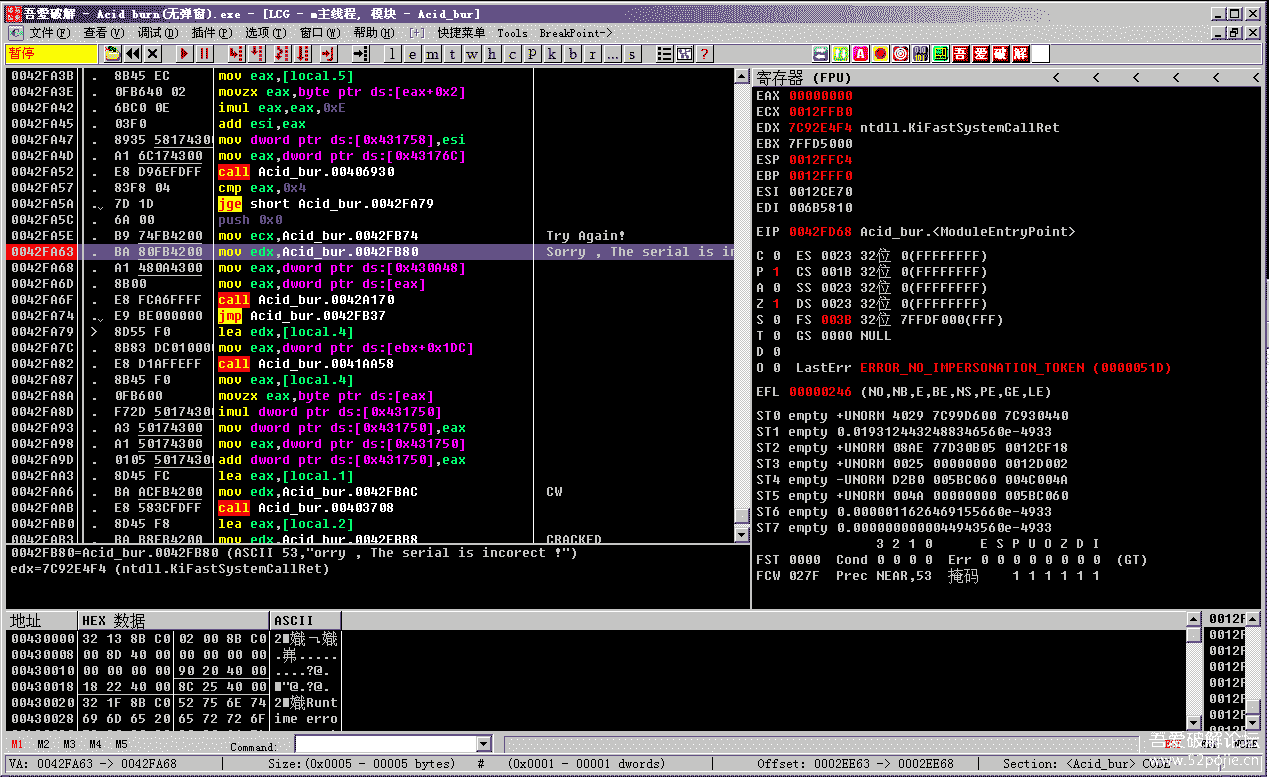 吾爱破解 - Acid burn(无弹窗).exe - [LCG - m主线程, 模块 - Acid_bur]
文件(F) 查看(V) 调试(D) 插件(P) 选项(T) 窗口(W) 帮助(H) [+] 快捷菜单 Tools BreakPoint->
暂停 l e m t w h c P k b r ... s ? A 吾 爱 破 解
0042FA3B . 8B45 EC mov eax,[local.5]
0042FA3E . 0FB640 02 movzx eax,byte ptr ds:[eax+0x2]
0042FA42 . 6BC0 0E imul eax,eax,0xE
0042FA45 . 03F0 add esi,eax
0042FA47 . 8935 58174300 mov dword ptr ds:[0x431758],esi
0042FA4D . A1 6C174300 mov eax,dword ptr ds:[0x43176C]
0042FA52 . E8 D96EFDFF call Acid_bur.00406930
0042FA57 . 83F8 04 cmp eax,0x4
0042FA5A . 7D 1D jge short Acid_bur.0042FA79
0042FA5C . 6A 00 push 0x0
0042FA5E . B9 74FB4200 mov ecx,Acid_bur.0042FB74 Try Again!
0042FA63 . BA 80FB4200 mov edx,Acid_bur.0042FB80 Sorry , The serial is in
0042FA68 . A1 480A4300 mov eax,dword ptr ds:[0x430A48]
0042FA6D . 8B00 mov eax,dword ptr ds:[eax]
0042FA6F . E8 FCA6FFFF call Acid_bur.0042A170
0042FA74 . E9 BE000000 jmp Acid_bur.0042FB37
0042FA79 > 8D55 F0 lea edx,[local.4]
0042FA7C . 8B83 DC010000 mov eax,dword ptr ds:[ebx+0x1DC]
0042FA82 . E8 D1AFFEFF call Acid_bur.0041AA58
0042FA87 . 8B45 F0 mov eax,[local.4]
0042FA8A . 0FB600 movzx eax,byte ptr ds:[eax]
0042FA8D . F72D 50174300 imul dword ptr ds:[0x431750]
0042FA93 . A3 50174300 mov dword ptr ds:[0x431750],eax
0042FA98 . A1 50174300 mov eax,dword ptr ds:[0x431750]
0042FA9D . 0105 50174300 add dword ptr ds:[0x431750],eax
0042FAA3 . 8D45 FC lea eax,[local.1]
0042FAA6 . BA ACFB4200 mov edx,Acid_bur.0042FBAC CW
0042FAAB . E8 583CFDFF call Acid_bur.00403708
0042FAB0 . 8D45 F8 lea eax,[local.2]
0042FAB3 . BA B8FB4200 mov edx,Acid_bur.0042FBB8 CRACKED
0042FB80=Acid_bur.0042FB80 (ASCII 53,"orry , The serial is incorect !")
edx=7C92E4F4 (ntdll.KiFastSystemCallRet)
寄存器 (FPU) < < < < < <
EAX 00000000
ECX 0012FFB0
EDX 7C92E4F4 ntdll.KiFastSystemCallRet
EBX 7FFD5000
ESP 0012FFC4
EBP 0012FFF0
ESI 0012CE70
EDI 006B5810
EIP 0042FD68 Acid_bur.<ModuleEntryPoint>
C 0 ES 0023 32位 0(FFFFFFFF)
P 1 CS 001B 32位 0(FFFFFFFF)
A 0 SS 0023 32位 0(FFFFFFFF)
Z 1 DS 0023 32位 0(FFFFFFFF)
S 0 FS 003B 32位 7FFDF000(FFF)
T 0 GS 0000 NULL
D 0
O 0 LastErr ERROR_NO_IMPERSONATION_TOKEN (0000051D)
EFL 00000246 (NO,NB,E,BE,NS,PE,GE,LE)
ST0 empty +UNORM 4029 7C99D600 7C930440
ST1 empty 0.0193124432488346560e-4933
ST2 empty +UNORM 08AE 77D30B05 0012CF18
ST3 empty +UNORM 0025 00000000 0012D002
ST4 empty -UNORM D2B0 005BC060 004C004A
ST5 empty +UNORM 004A 00000000 005BC060
ST6 empty 0.0000011626469155660e-4933
ST7 empty 0.0000000000044943560e-4933
3 2 1 0 E S P U O Z D I
FST 0000 Cond 0 0 0 0 Err 0 0 0 0 0 0 0 0 (GT)
FCW 027F Prec NEAR,53 掩码 1 1 1 1 1 1
地址 HEX 数据 ASCII
00430000 32 13 8B C0 02 00 8B C0
00430008 00 8D 40 00 00 00 00 00
00430010 00 00 00 00 90 20 40 00 ....?@.
00430018 18 22 40 00 8C 25 40 00 "@.?@.
00430020 32 1F 8B C0 52 75 6E 74 Runt
00430028 69 6D 65 20 65 72 72 6F ime erro
0012F
0012F
0012F
0012F
0012F
0012F
0012F
M1 M2 M3 M4 M5 Command:
VA: 0042FA63 -> 0042FA68 Size:(0x0005 - 00005 bytes) # (0x0001 - 00001 dwords) Offset: 0002EE63 -> 0002EE68 Section: <Acid_bur> CODE
吾爱破解论坛
www.52pojie.cn